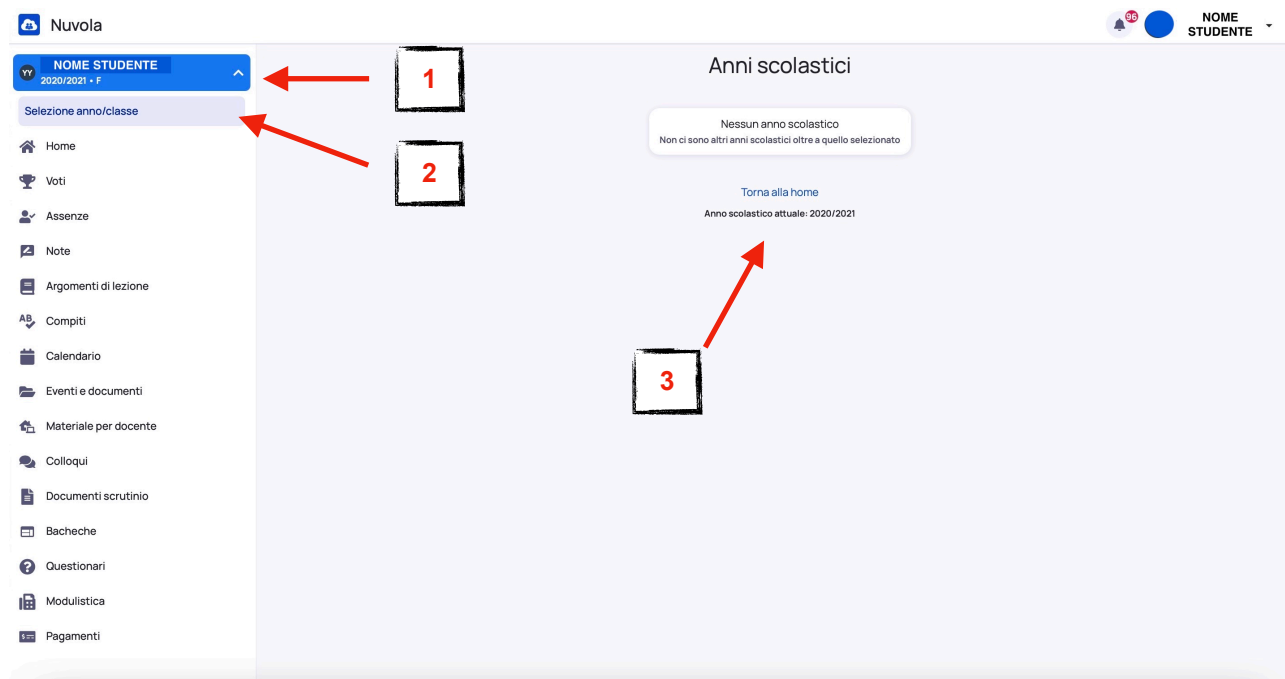 Nuvola
96
NOME
STUDENTE
YY
NOME STUDENTE
2020/2021 • F
Selezione anno/classe
Home
Voti
Assenze
Note
Argomenti di lezione
AB
Compiti
Calendario
Eventi e documenti
Materiale per docente
Colloqui
Documenti scrutinio
Bacheche
Questionari
Modulistica
Pagamenti
1
2
Anni scolastici
Nessun anno scolastico
Non ci sono altri anni scolastici oltre a quello selezionato
Torna alla home
Anno scolastico attuale: 2020/2021
3